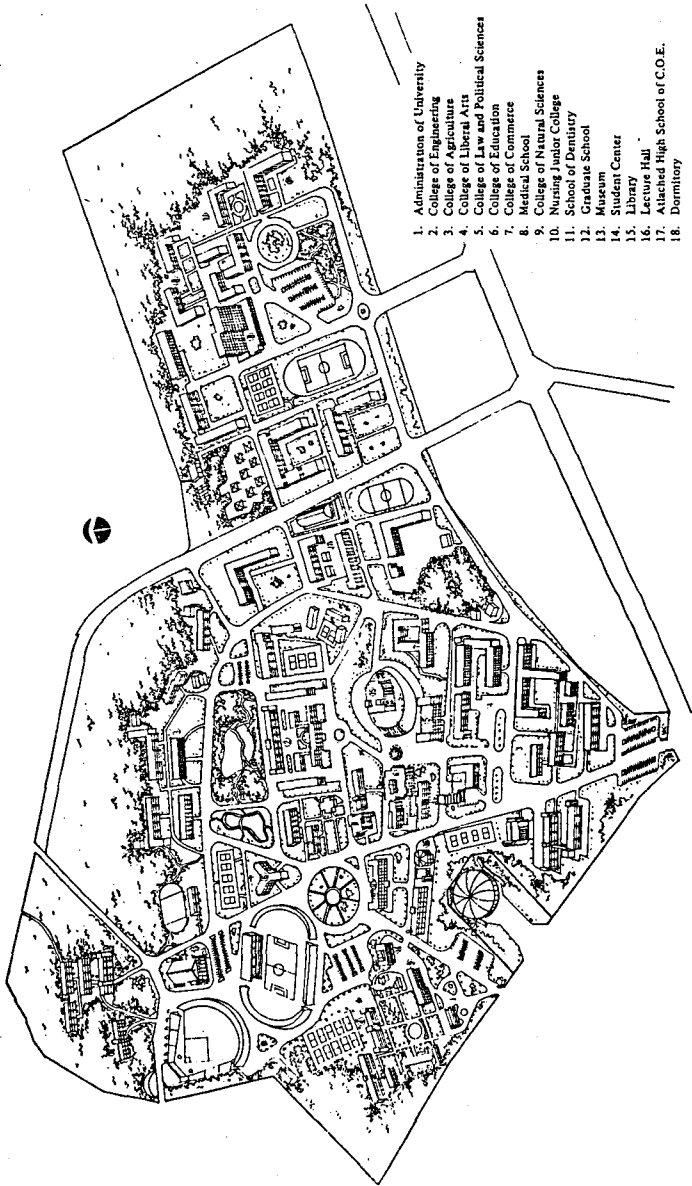 1. Administration of University
2. College of Engineering
3. College of Agriculture
4. College of Liberal Arts
5. College of Law and Political Sciences
6. College of Education
7. College of Commerce
8. Medical School
9. College of Natural Sciences
10. Nursing Junior College
11. School of Dentistry
12. Graduate School
13. Museum
14. Student Center
15. Library
16. Lecture Hall
17. Attached High School of C.O.E.
18. Dormitory